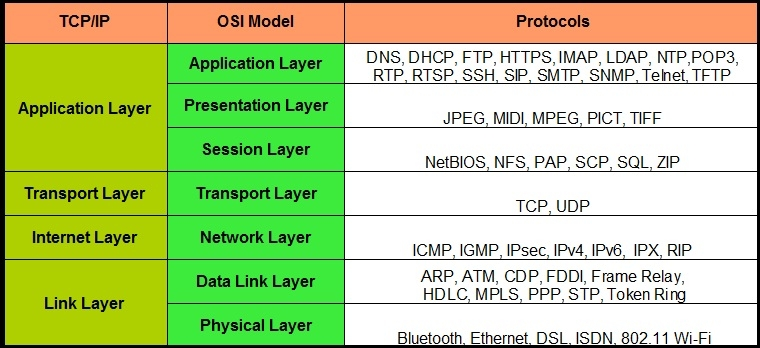 TCP/IP OSI Model Protocols
Application Layer
Application Layer
DNS, DHCP, FTP, HTTPS, IMAP, LDAP, NTP,POP3,
RTP, RTSP, SSH, SIP, SMTP, SNMP, Telnet, TFTP
Presentation Layer
JPEG, MIDI, MPEG, PICT, TIFF
Session Layer
NetBIOS, NFS, PAP, SCP, SQL, ZIP
Transport Layer
Transport Layer
TCP, UDP
Internet Layer
Network Layer
ICMP, IGMP, IPsec, IPv4, IPv6, IPX, RIP
Link Layer
Data Link Layer
ARP, ATM, CDP, FDDI, Frame Relay,
HDLC, MPLS, PPP, STP, Token Ring
Physical Layer
Bluetooth, Ethernet, DSL, ISDN, 802.11 Wi-Fi